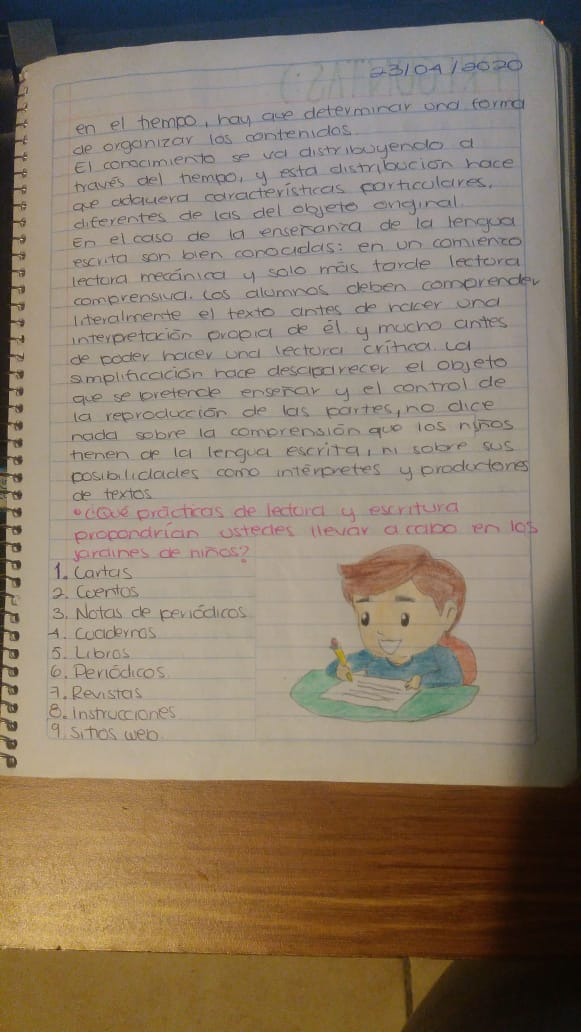 23/04/2020
en el tiempo, hay que determinar una forma
de organizar los contenidos.
El conocimiento se va distribuyendo a
través del tiempo, y esta distribución hace
que adquiera características particulares,
diferentes de las del objeto original.
En el caso de la enseñanza de la lengua
escrita son bien conocidas: en un comienzo
lectura mecánica y solo más tarde lectura
comprensiva. Los alumnos deben comprender
literalmente el texto antes de hacer una
interpretación propia de él y mucho antes
de poder hacer una lectura crítica. La
simplificación hace desaparecer el objeto
que se pretende enseñar y el control de
la reproducción de las partes, no dice
nada sobre la comprensión que los niños
tienen de la lengua escrita, ni sobre sus
posibilidades como intérpretes y productores
de textos.
•¿Qué prácticas de lectura y escritura
propondrían ustedes llevar a cabo en los
jardines de niños?
1. Cartas
2. Cuentos
3. Notas de periódicos
4. Cuadernos
5. Libros
6. Periódicos
7. Revistas
8. Instrucciones
9. Sitios web